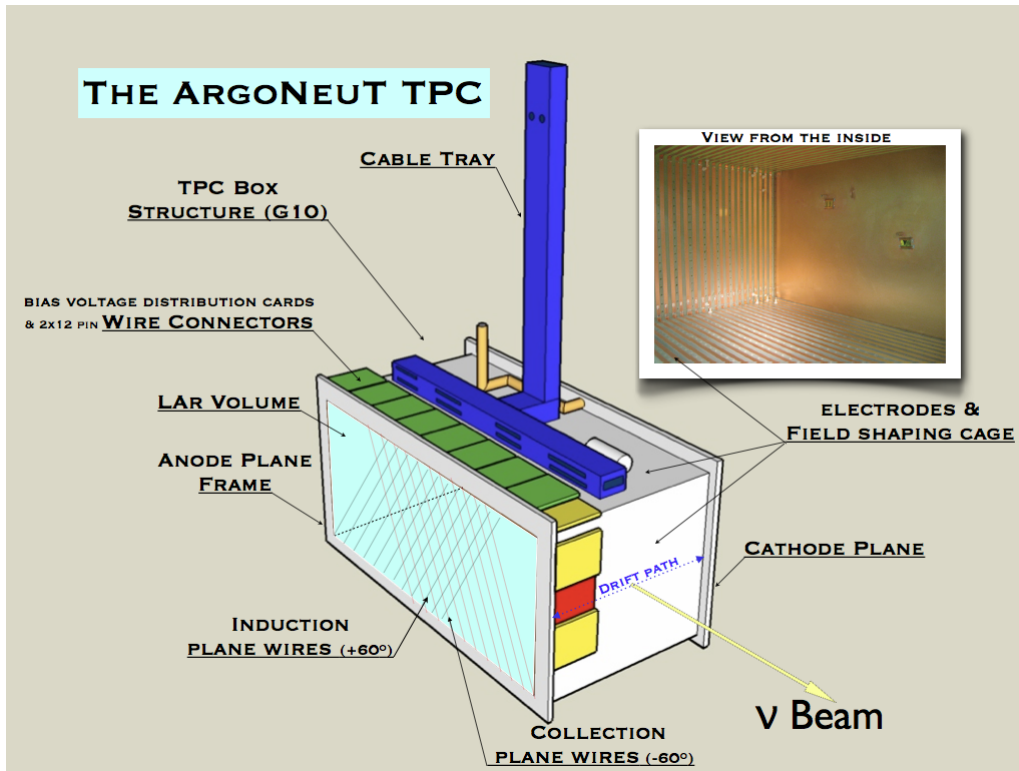 The ArgoNeuT TPC
View from the inside
Cable Tray
TPC Box
Structure (G10)
bias voltage distribution cards
& 2x12 pin Wire Connectors
LAr Volume
electrodes &
Field shaping cage
Anode Plane
Frame
Cathode Plane
Drift path
Induction
plane wires (+60°)
ν Beam
Collection
plane wires (-60°)